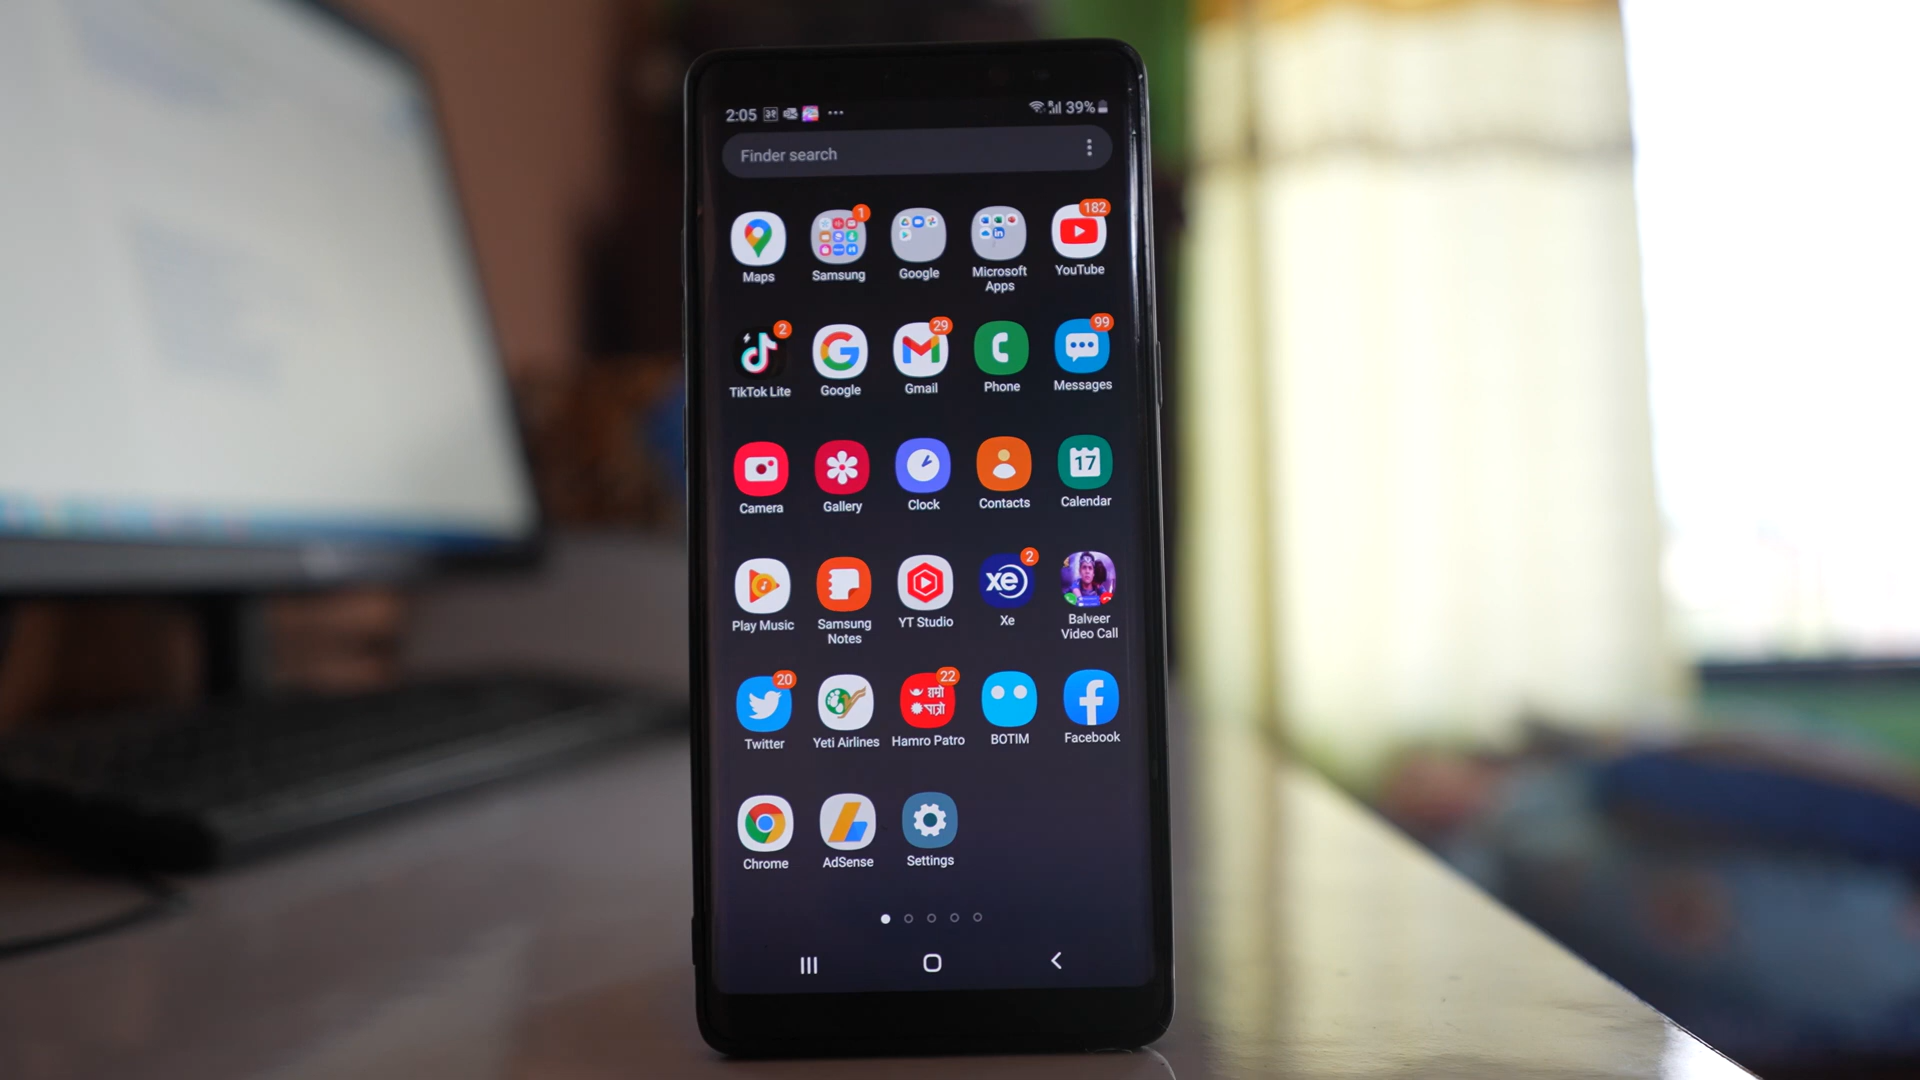 2:05 39%
Finder search
1
182
Maps Samsung Google Microsoft Apps YouTube
2
29
99
TikTok Lite Google Gmail Phone Messages
17
Camera Gallery Clock Contacts Calendar
xe
2
Play Music Samsung Notes YT Studio Xe Balveer Video Call
20
22
हाम्रो
पात्रो
Twitter Yeti Airlines Hamro Patro BOTIM Facebook
Chrome AdSense Settings